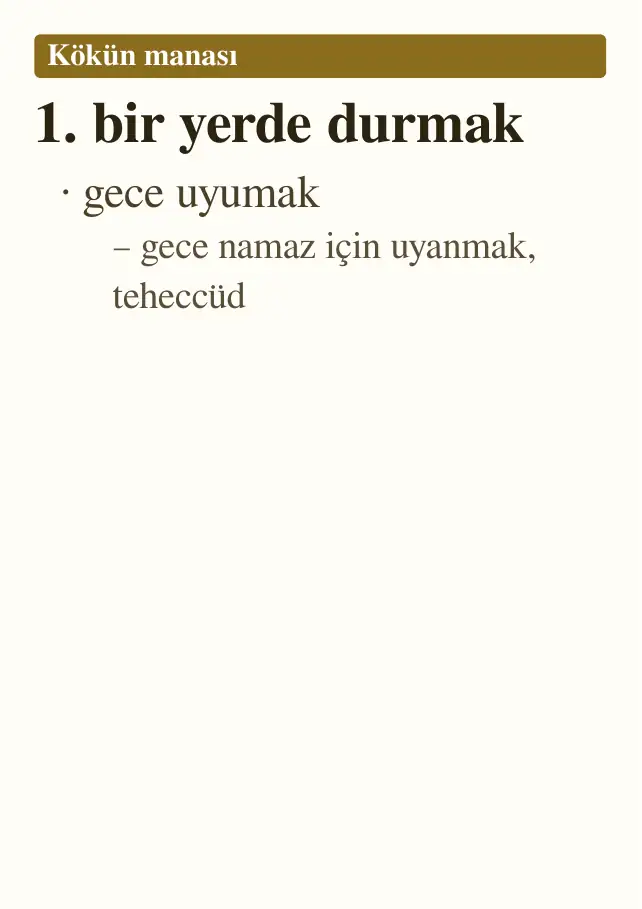 Kökün manası
1. bir yerde durmak
· gece uyumak
– gece namaz için uyanmak,
teheccüd